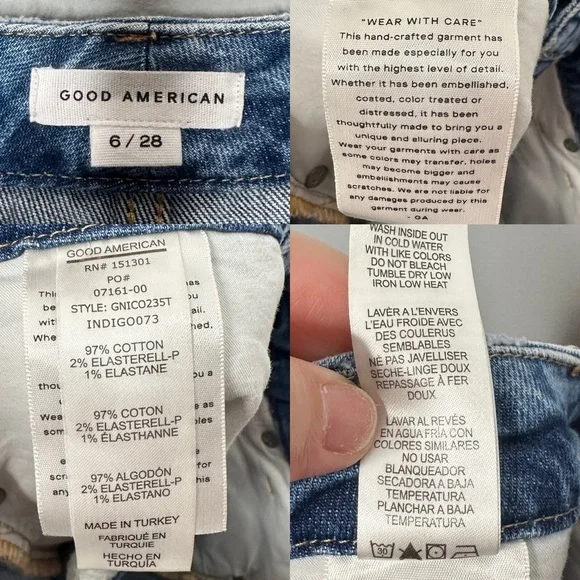 GOOD AMERICAN
6 / 28
"WEAR WITH CARE"
This hand-crafted garment has
been made especially for you
with the highest level of detail.
Whether it has been embellished,
coated, color treated or
distressed, it has been
thoughtfully made to bring you a
unique and alluring piece.
Wear your garments with care as
some colors may transfer, holes
may become bigger and
embellishments may cause
scratches. We are not liable for
any damages produced by this
garment during wear.
- GA
GOOD AMERICAN
RN# 151301
PO#
07161-00
STYLE: GNICO235T
INDIGO073
97% COTTON
2% ELASTERELL-P
1% ELASTANE
97% COTON
2% ELASTERELL-P
1% ÉLASTHANNE
97% ALGODÓN
2% ELASTERELL-P
1% ELASTANO
MADE IN TURKEY
FABRIQUÉ EN
TURQUIE
HECHO EN
TURQUÍA
WASH INSIDE OUT
IN COLD WATER
WITH LIKE COLORS
DO NOT BLEACH
TUMBLE DRY LOW
IRON LOW HEAT
LAVÈR A L'ENVERS
L'EAU FROIDE AVEC
DES COULERUS
SEMBLABLES
NE PAS JAVELLISER
SECHE-LINGE DOUX
REPASSAGE À FER
DOUX
LAVAR AL REVÉS
EN AGUA FRÍA CON
COLORES SIMILARES
NO USAR
BLANQUEADOR
SECADORA A BAJA
TEMPERATURA
PLANCHAR A BAJA
TEMPERATURA
30